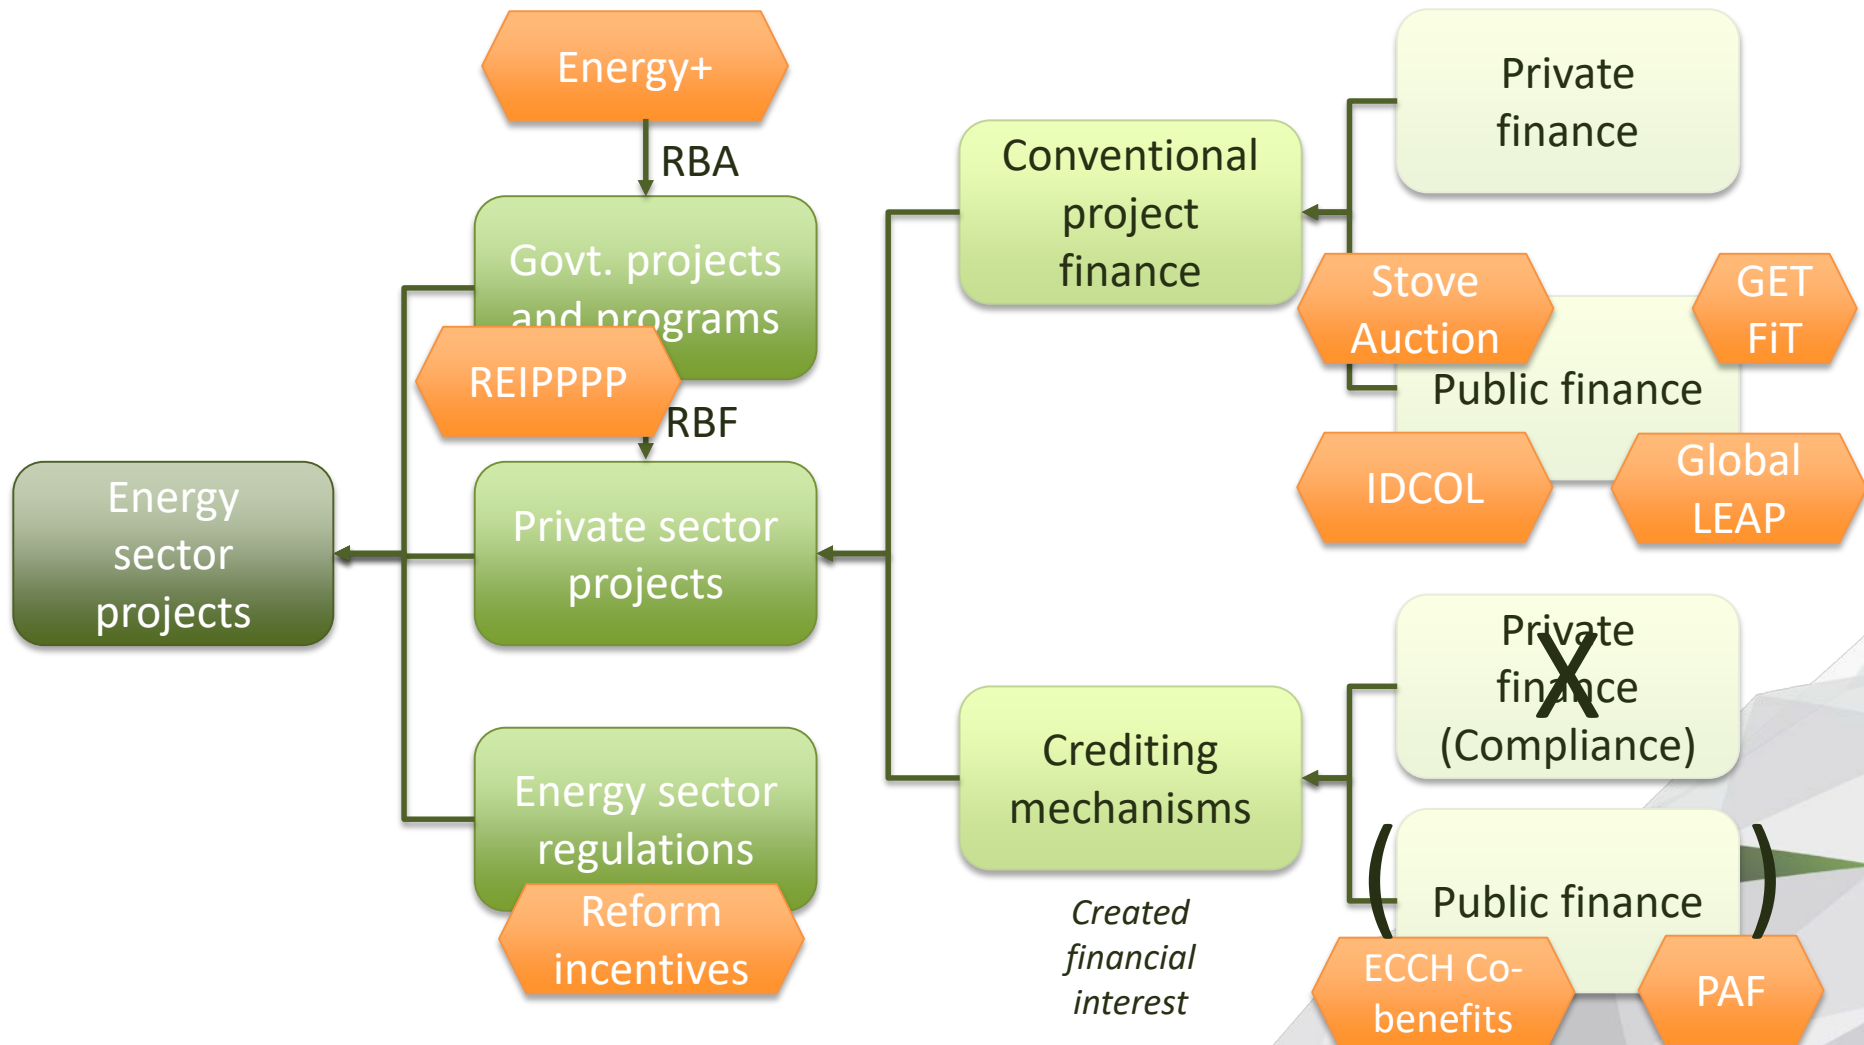 Energy+
RBA
Govt. projects
and programs
REIPPPP
RBF
Energy
sector
projects
Private sector
projects
Energy sector
regulations
Reform
incentives
Conventional
project
finance
Crediting
mechanisms
Created
financial
interest
Private
finance
Stove
Auction
GET
FiT
Public finance
IDCOL
Global
LEAP
Private
finance
(Compliance)
X
(
Public finance
)
ECCH Co-
benefits
PAF